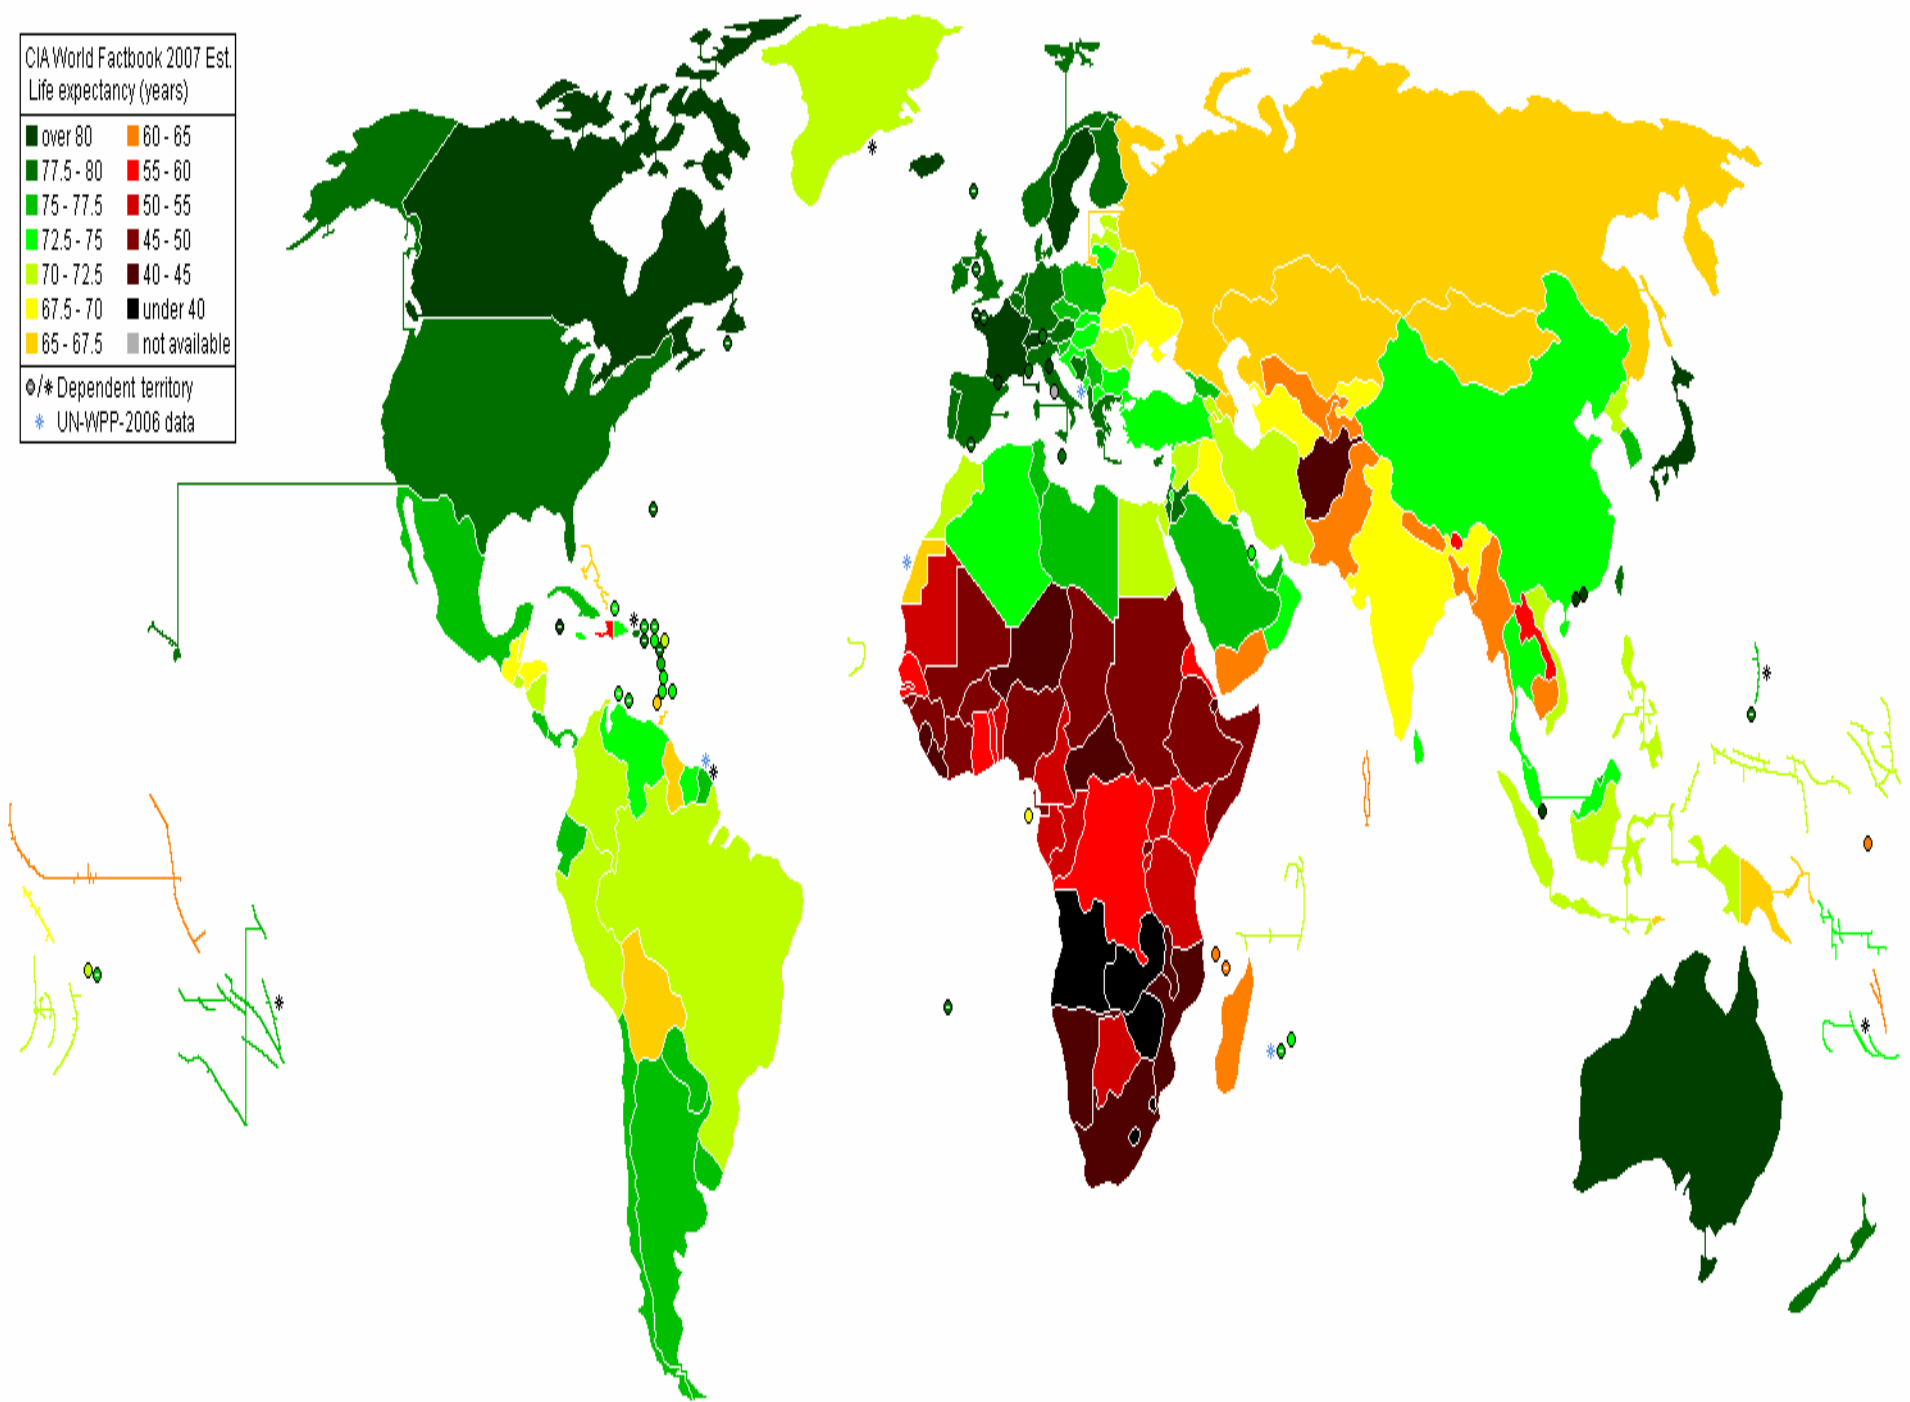 CIA World Factbook 2007 Est.
Life expectancy (years)
over 80
77.5 - 80
75 - 77.5
72.5 - 75
70 - 72.5
67.5 - 70
65 - 67.5
60 - 65
55 - 60
50 - 55
45 - 50
40 - 45
under 40
not available
/* Dependent territory
* UN-WPP-2006 data